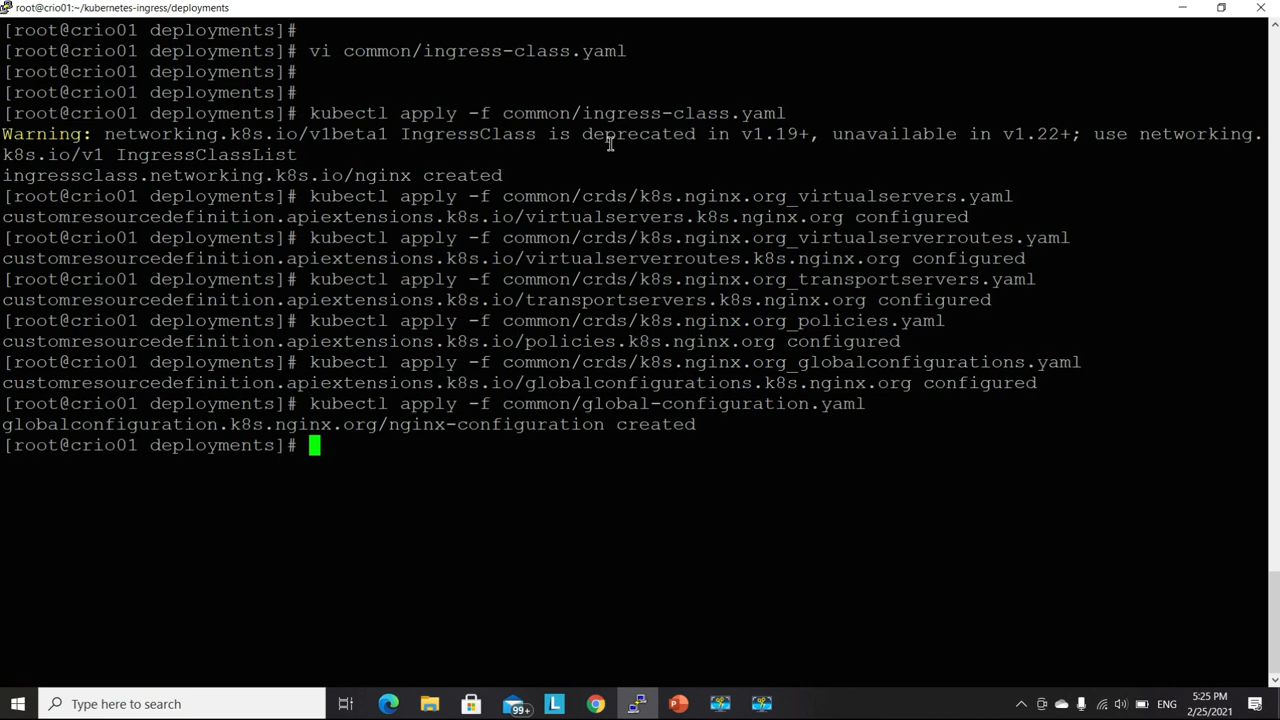 root@crio01:~/kubernetes-ingress/deployments
[root@crio01 deployments]#
[root@crio01 deployments]# vi common/ingress-class.yaml
[root@crio01 deployments]#
[root@crio01 deployments]#
[root@crio01 deployments]# kubectl apply -f common/ingress-class.yaml
Warning: networking.k8s.io/v1beta1 IngressClass is deprecated in v1.19+, unavailable in v1.22+; use networking.
k8s.io/v1 IngressClassList
ingressclass.networking.k8s.io/nginx created
[root@crio01 deployments]# kubectl apply -f common/crds/k8s.nginx.org_virtualservers.yaml
customresourcedefinition.apiextensions.k8s.io/virtualservers.k8s.nginx.org configured
[root@crio01 deployments]# kubectl apply -f common/crds/k8s.nginx.org_virtualserverroutes.yaml
customresourcedefinition.apiextensions.k8s.io/virtualserverroutes.k8s.nginx.org configured
[root@crio01 deployments]# kubectl apply -f common/crds/k8s.nginx.org_transportservers.yaml
customresourcedefinition.apiextensions.k8s.io/transportservers.k8s.nginx.org configured
[root@crio01 deployments]# kubectl apply -f common/crds/k8s.nginx.org_policies.yaml
customresourcedefinition.apiextensions.k8s.io/policies.k8s.nginx.org configured
[root@crio01 deployments]# kubectl apply -f common/crds/k8s.nginx.org_globalconfigurations.yaml
customresourcedefinition.apiextensions.k8s.io/globalconfigurations.k8s.nginx.org configured
[root@crio01 deployments]# kubectl apply -f common/global-configuration.yaml
globalconfiguration.k8s.nginx.org/nginx-configuration created
[root@crio01 deployments]#
Type here to search
99+
L
ENG
5:25 PM
2/25/2021